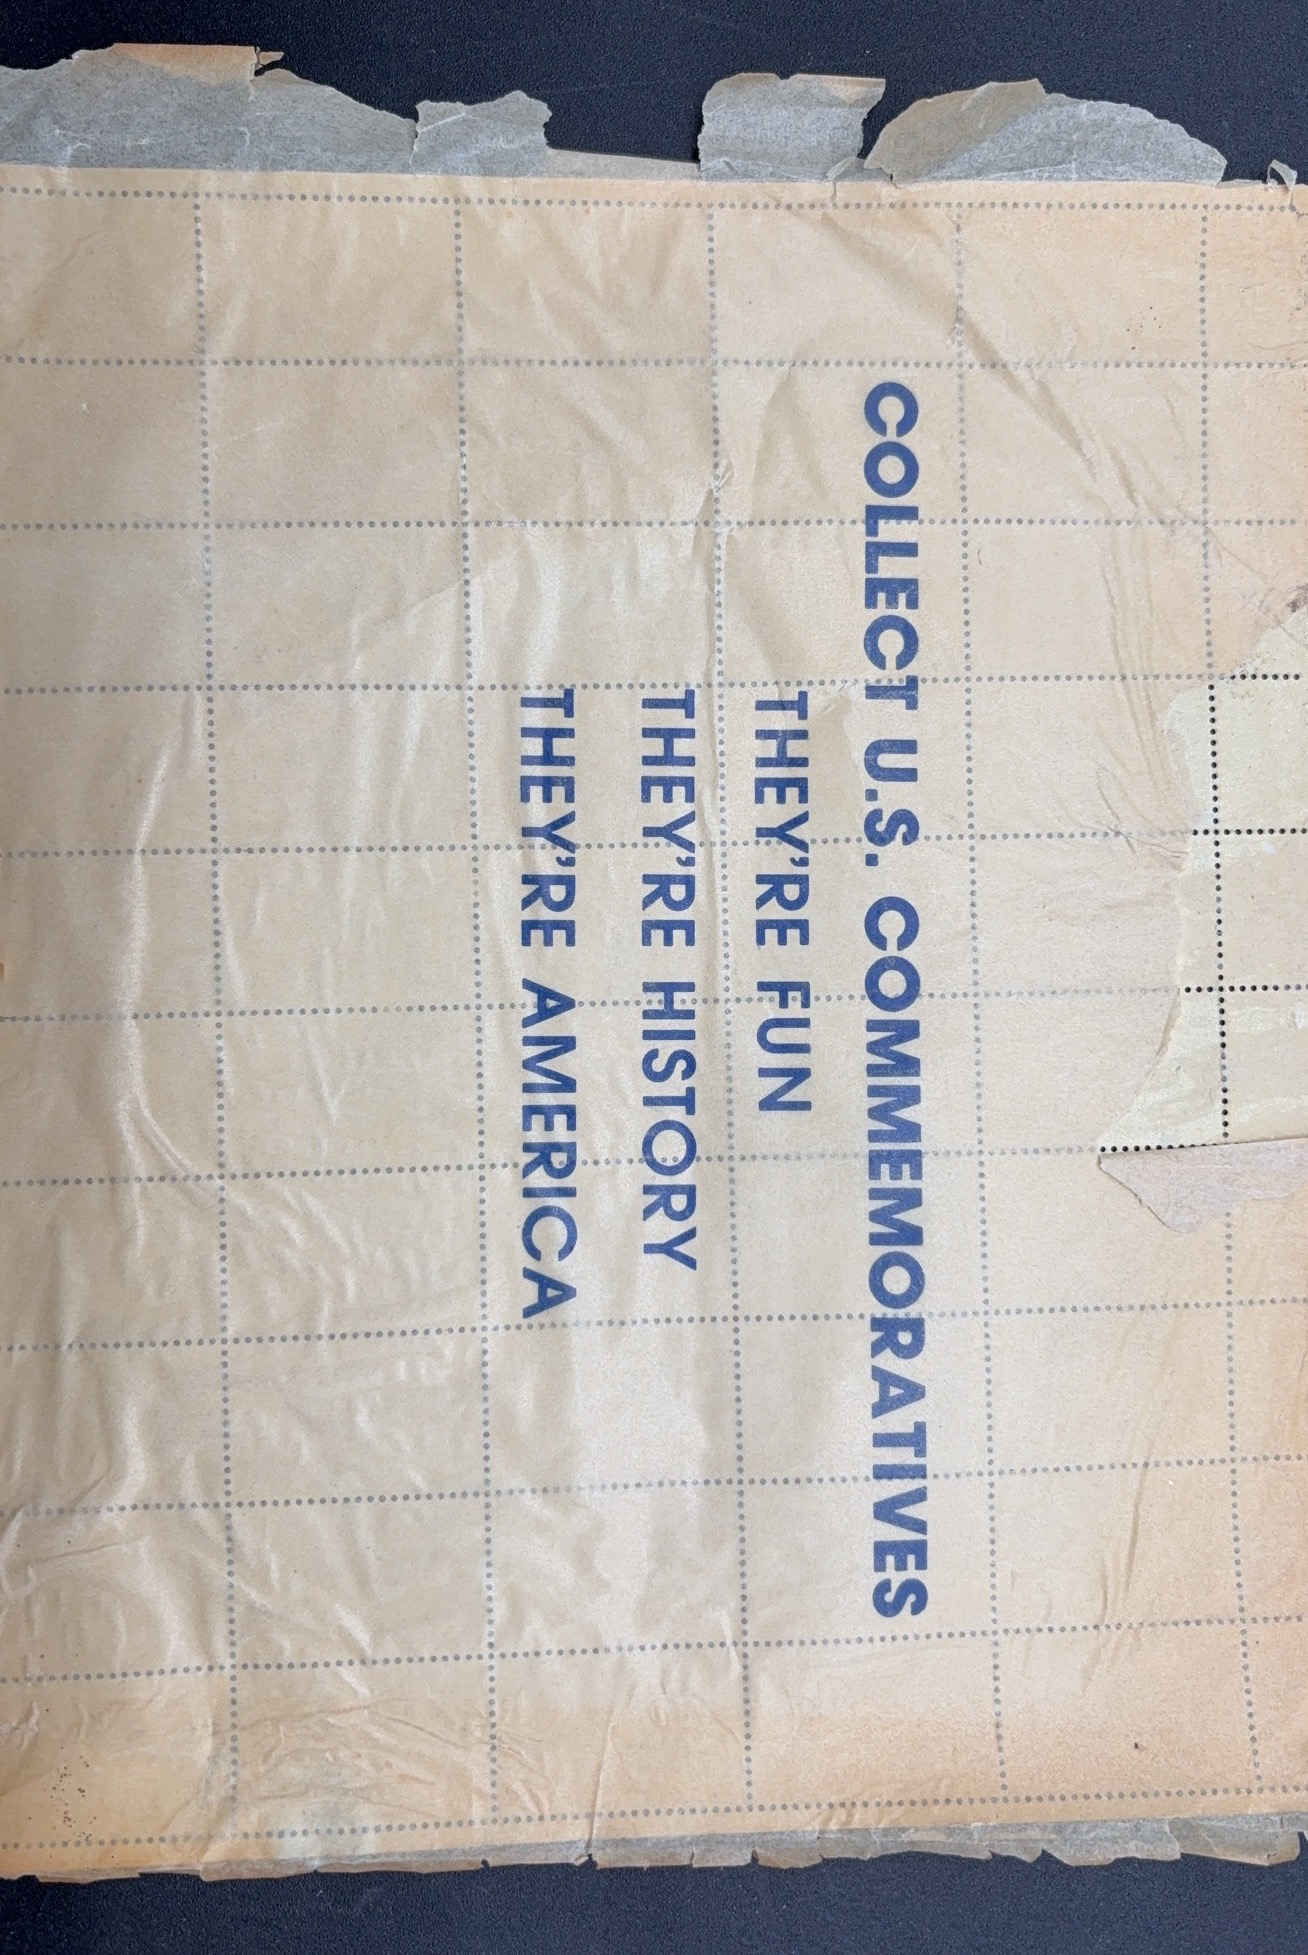 COLLECT U.S. COMMEMORATIVES
THEY'RE FUN
THEY'RE HISTORY
THEY'RE AMERICA